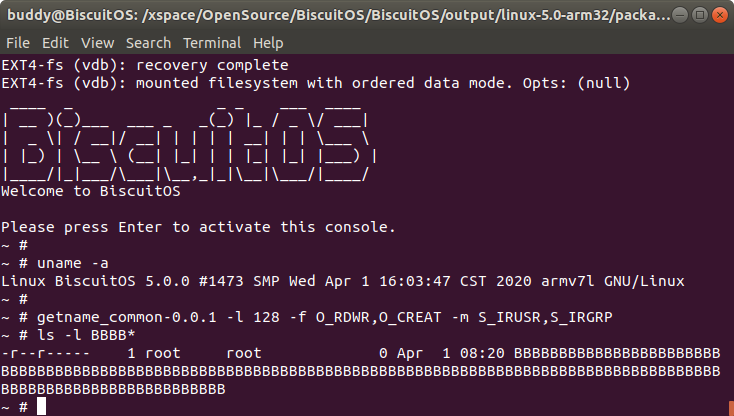 buddy@BiscuitOS: /xspace/OpenSource/BiscuitOS/BiscuitOS/output/linux-5.0-arm32/packa...
File Edit View Search Terminal Help
EXT4-fs (vdb): recovery complete
EXT4-fs (vdb): mounted filesystem with ordered data mode. Opts: (null)
BiscuitOS
Welcome to BiscuitOS
Please press Enter to activate this console.
~ #
~ # uname -a
Linux BiscuitOS 5.0.0 #1473 SMP Wed Apr 1 16:03:47 CST 2020 armv7l GNU/Linux
~ #
~ # getname_common-0.0.1 -l 128 -f O_RDWR,O_CREAT -m S_IRUSR,S_IRGRP
~ # ls -l BBBB*
-r--r-----    1 root     root             0 Apr  1 08:20 BBBBBBBBBBBBBBBBBBBBBBB
BBBBBBBBBBBBBBBBBBBBBBBBBBBBBBBBBBBBBBBBBBBBBBBBBBBBBBBBBBBBBBBBBBBBBBBBBBBBBBBB
BBBBBBBBBBBBBBBBBBBBBBBBB
~ #